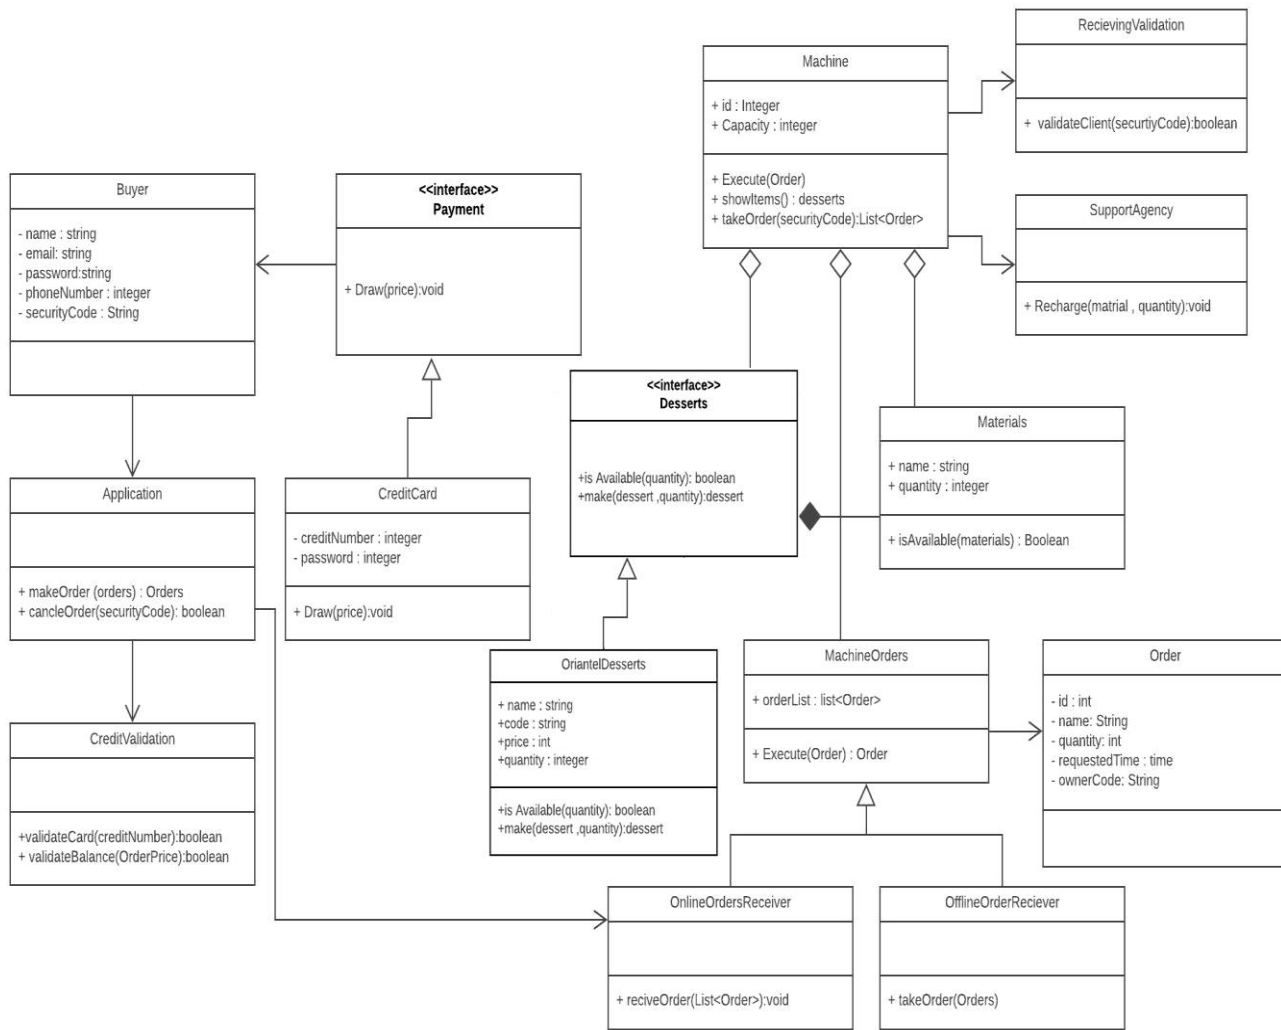 RecievingValidation
+  validateClient(securtiyCode):boolean
Machine
+ id : Integer
+ Capacity : integer
+ Execute(Order)
+ showItems() : desserts
+ takeOrder(securityCode):List<Order>
SupportAgency
+ Recharge(matrial , quantity):void
Buyer
- name : string
- email: string
- password:string
- phoneNumber : integer
- securityCode : String
<<interface>>
Payment
+ Draw(price):void
<<interface>>
Desserts
+is Available(quantity): boolean
+make(dessert ,quantity):dessert
Materials
+ name : string
+ quantity : integer
+ isAvailable(materials) : Boolean
Application
+ makeOrder (orders) : Orders
+ cancleOrder(securityCode): boolean
CreditCard
- creditNumber : integer
- password : integer
+ Draw(price):void
OriantelDesserts
+ name : string
+code : string
+price : int
+quantity : integer
+is Available(quantity): boolean
+make(dessert ,quantity):dessert
MachineOrders
+ orderList : list<Order>
+ Execute(Order) : Order
Order
- id : int
- name: String
- quantity: int
- requestedTime : time
- ownerCode: String
CreditValidation
+validateCard(creditNumber):boolean
+ validateBalance(OrderPrice):boolean
OnlineOrdersReceiver
+ reciveOrder(List<Order>):void
OfflineOrderReciever
+ takeOrder(Orders)